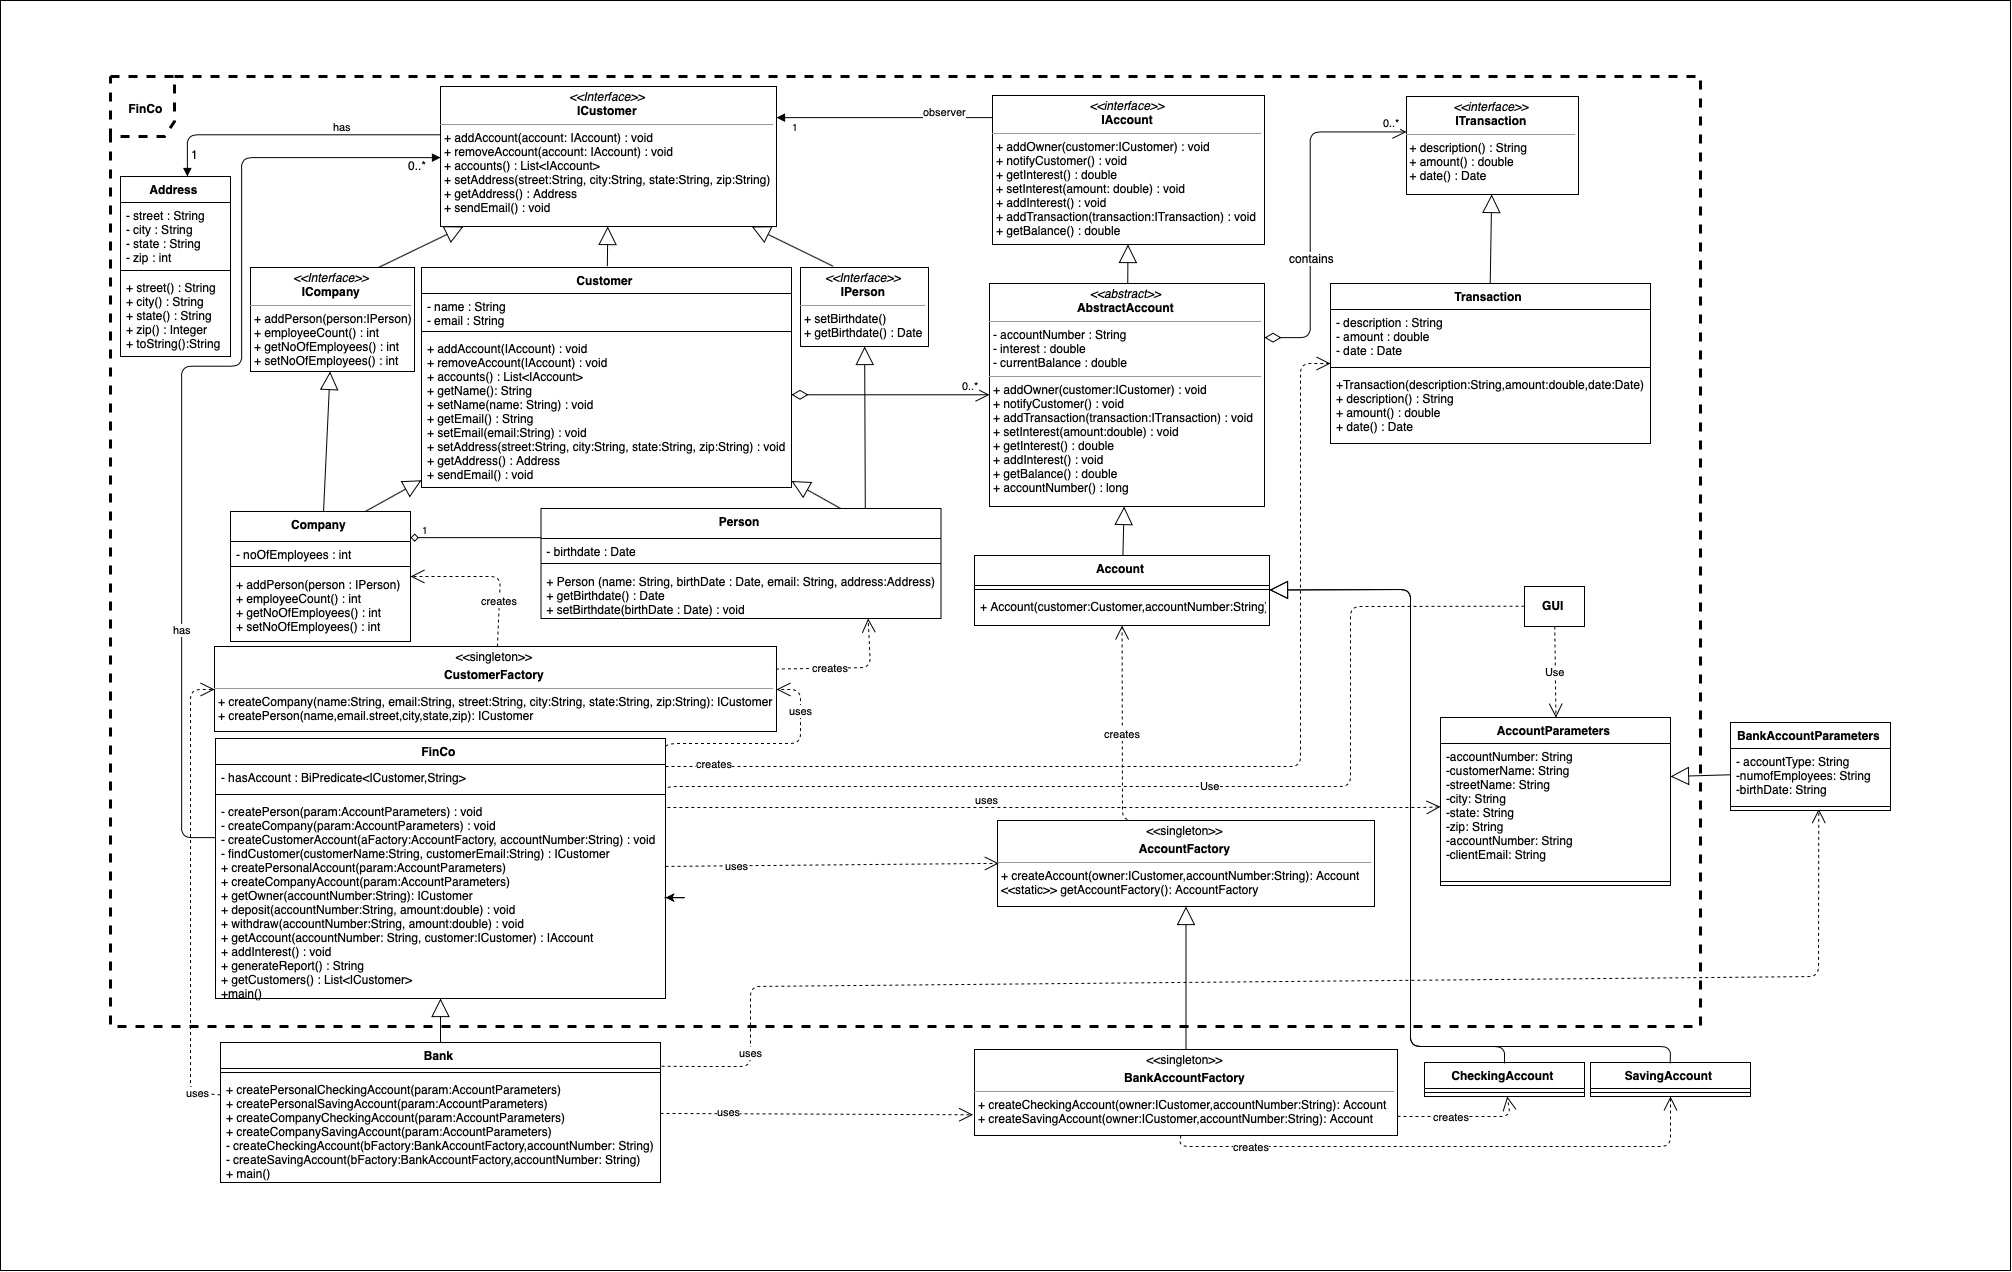 FinCo
<<Interface>>
ICustomer
+ addAccount(account: IAccount) : void
+ removeAccount(account: IAccount) : void
+ accounts() : List<IAccount>
+ setAddress(street:String, city:String, state:String, zip:String)
+ getAddress() : Address
+ sendEmail() : void
observer
1
<<interface>>
IAccount
+ addOwner(customer:ICustomer) : void
+ notifyCustomer() : void
+ getInterest() : double
+ setInterest(amount: double) : void
+ addInterest() : void
+ addTransaction(transaction:ITransaction) : void
+ getBalance() : double
0..*
<<interface>>
ITransaction
+ description() : String
+ amount() : double
+ date() : Date
has
1
0..*
Address
- street : String
- city : String
- state : String
- zip : int
+ street() : String
+ city() : String
+ state() : String
+ zip() : Integer
+ toString():String
<<Interface>>
ICompany
+ addPerson(person:IPerson)
+ employeeCount() : int
+ getNoOfEmployees() : int
+ setNoOfEmployees() : int
Customer
- name : String
- email : String
+ addAccount(IAccount) : void
+ removeAccount(IAccount) : void
+ accounts() : List<IAccount>
+ getName(): String
+ setName(name: String) : void
+ getEmail() : String
+ setEmail(email:String) : void
+ setAddress(street:String, city:String, state:String, zip:String) : void
+ getAddress() : Address
+ sendEmail() : void
<<Interface>>
IPerson
+ setBirthdate()
+ getBirthdate() : Date
0..*
<<abstract>>
AbstractAccount
- accountNumber : String
- interest : double
- currentBalance : double
+ addOwner(customer:ICustomer) : void
+ notifyCustomer() : void
+ addTransaction(transaction:ITransaction) : void
+ setInterest(amount:double) : void
+ getInterest() : double
+ addInterest() : void
+ getBalance() : double
+ accountNumber() : long
contains
Transaction
- description : String
- amount : double
- date : Date
+Transaction(description:String,amount:double,date:Date)
+ description() : String
+ amount() : double
+ date() : Date
Company
- noOfEmployees : int
+ addPerson(person : IPerson)
+ employeeCount() : int
+ getNoOfEmployees() : int
+ setNoOfEmployees() : int
1
Person
- birthdate : Date
+ Person (name: String, birthDate : Date, email: String, address:Address)
+ getBirthdate() : Date
+ setBirthdate(birthDate : Date) : void
Account
+ Account(customer:Customer,accountNumber:String)
GUI
creates
has
creates
Use
<<singleton>>
CustomerFactory
+ createCompany(name:String, email:String, street:String, city:String, state:String, zip:String): ICustomer
+ createPerson(name,email.street,city,state,zip): ICustomer
uses
creates
creates
Use
uses
uses
FinCo
- hasAccount : BiPredicate<ICustomer,String>
- createPerson(param:AccountParameters) : void
- createCompany(param:AccountParameters) : void
- createCustomerAccount(aFactory:AccountFactory, accountNumber:String) : void
- findCustomer(customerName:String, customerEmail:String) : ICustomer
+ createPersonalAccount(param:AccountParameters)
+ createCompanyAccount(param:AccountParameters)
+ getOwner(accountNumber:String): ICustomer
+ deposit(accountNumber:String, amount:double) : void
+ withdraw(accountNumber:String, amount:double) : void
+ getAccount(accountNumber: String, customer:ICustomer) : IAccount
+ addInterest() : void
+ generateReport() : String
+ getCustomers() : List<ICustomer>
+main()
<<singleton>>
AccountFactory
+ createAccount(owner:ICustomer,accountNumber:String): Account
<<static>> getAccountFactory(): AccountFactory
AccountParameters
-accountNumber: String
-customerName: String
-streetName: String
-city: String
-state: String
-zip: String
-accountNumber: String
-clientEmail: String
BankAccountParameters
- accountType: String
-numofEmployees: String
-birthDate: String
uses
uses
uses
Bank
+ createPersonalCheckingAccount(param:AccountParameters)
+ createPersonalSavingAccount(param:AccountParameters)
+ createCompanyCheckingAccount(param:AccountParameters)
+ createCompanySavingAccount(param:AccountParameters)
- createCheckingAccount(bFactory:BankAccountFactory,accountNumber: String)
- createSavingAccount(bFactory:BankAccountFactory,accountNumber: String)
+ main()
<<singleton>>
BankAccountFactory
+ createCheckingAccount(owner:ICustomer,accountNumber:String): Account
+ createSavingAccount(owner:ICustomer,accountNumber:String): Account
CheckingAccount
SavingAccount
creates
creates